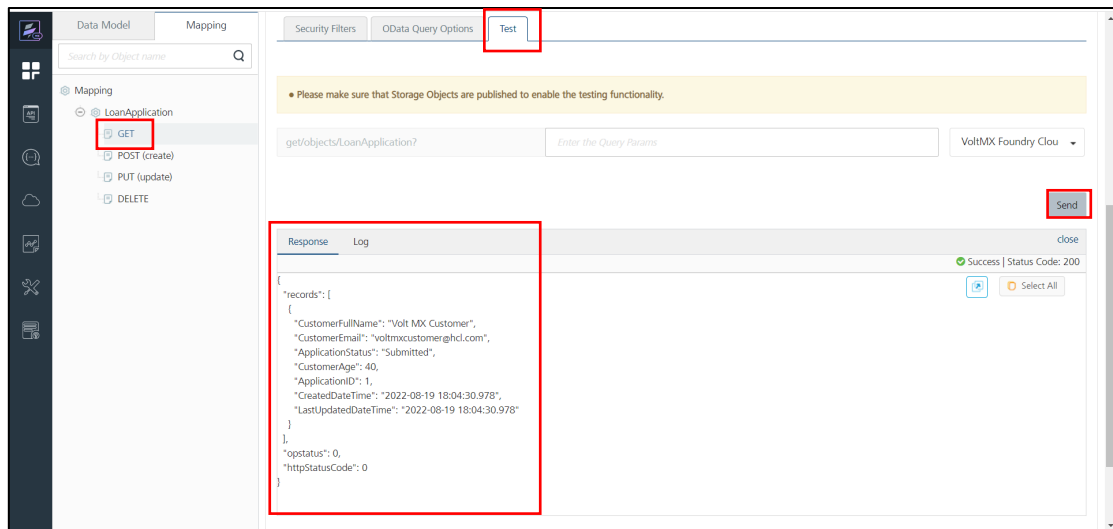 Data Model
Mapping
Search by Object name
Mapping
LoanApplication
GET
POST (create)
PUT (update)
DELETE
API
Security Filters
OData Query Options
Test
• Please make sure that Storage Objects are published to enable the testing functionality.
get/objects/LoanApplication?
Enter the Query Params
VoltMX Foundry Clou
Send
Response
Log
close
Success | Status Code: 200
Select All
{
"records": [
{
"CustomerFullName": "Volt MX Customer",
"CustomerEmail": "voltmxcustomer@hcl.com",
"ApplicationStatus": "Submitted",
"CustomerAge": 40,
"ApplicationID": 1,
"CreatedDateTime": "2022-08-19 18:04:30.978",
"LastUpdatedDateTime": "2022-08-19 18:04:30.978"
}
],
"opstatus": 0,
"httpStatusCode": 0
}